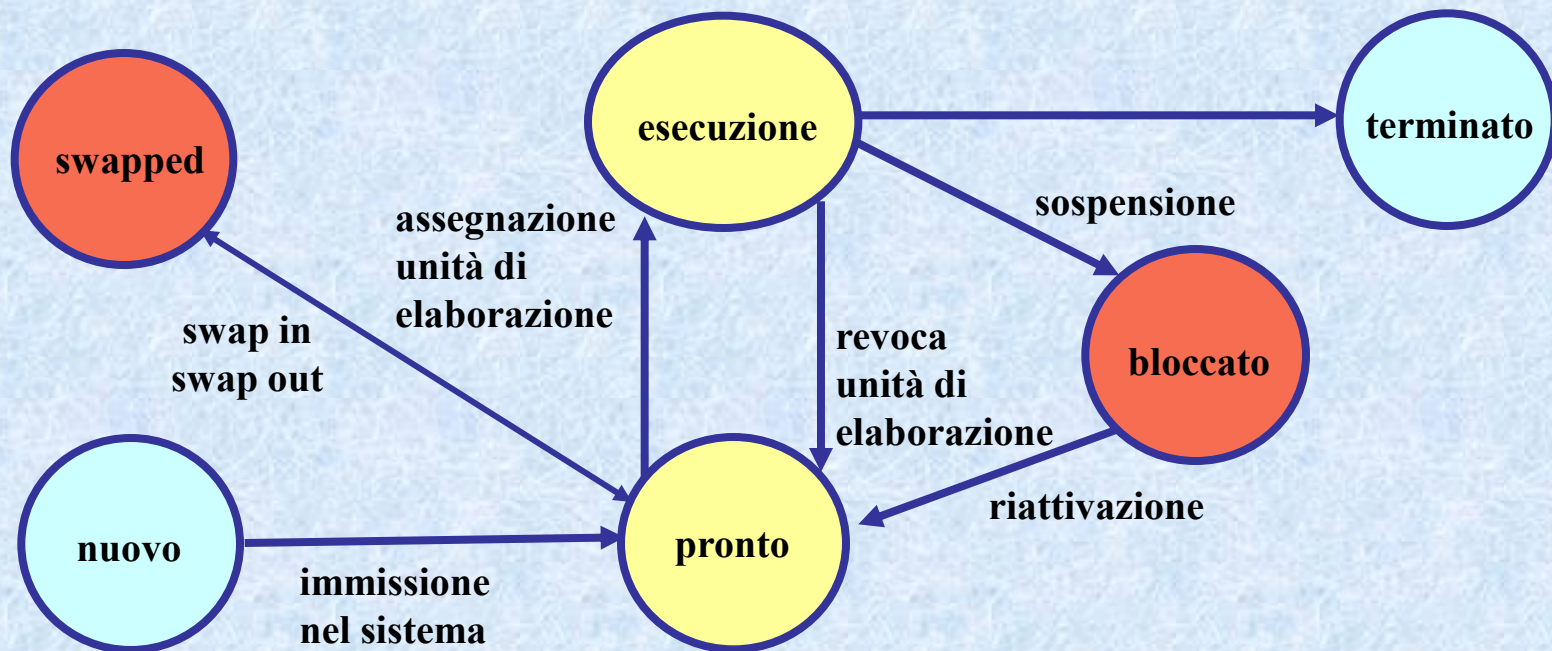 esecuzione
terminato
swapped
sospensione
assegnazione
unità di
elaborazione
swap in
swap out
revoca
unità di
elaborazione
bloccato
riattivazione
nuovo
pronto
immissione
nel sistema